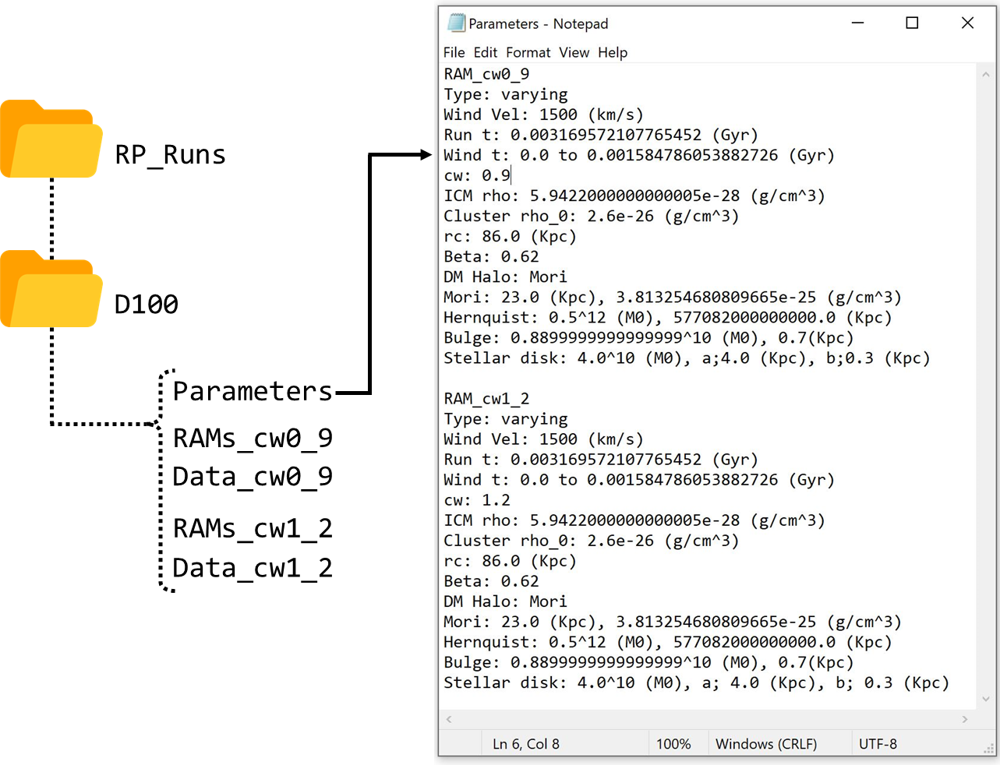 RP_Runs
D100
Parameters
RAMs_cw0_9
Data_cw0_9
RAMs_cw1_2
Data_cw1_2
Parameters - Notepad
File Edit Format View Help
RAM_cw0_9
Type: varying
Wind Vel: 1500 (km/s)
Run t: 0.003169572107765452 (Gyr)
Wind t: 0.0 to 0.001584786053882726 (Gyr)
cw: 0.9
ICM rho: 5.9422000000000005e-28 (g/cm^3)
Cluster rho_0: 2.6e-26 (g/cm^3)
rc: 86.0 (Kpc)
Beta: 0.62
DM Halo: Mori
Mori: 23.0 (Kpc), 3.813254680809665e-25 (g/cm^3)
Hernquist: 0.5^12 (M0), 577082000000000.0 (Kpc)
Bulge: 0.8899999999999999^10 (M0), 0.7(Kpc)
Stellar disk: 4.0^10 (M0), a;4.0 (Kpc), b;0.3 (Kpc)
RAM_cw1_2
Type: varying
Wind Vel: 1500 (km/s)
Run t: 0.003169572107765452 (Gyr)
Wind t: 0.0 to 0.001584786053882726 (Gyr)
cw: 1.2
ICM rho: 5.9422000000000005e-28 (g/cm^3)
Cluster rho_0: 2.6e-26 (g/cm^3)
rc: 86.0 (Kpc)
Beta: 0.62
DM Halo: Mori
Mori: 23.0 (Kpc), 3.813254680809665e-25 (g/cm^3)
Hernquist: 0.5^12 (M0), 577082000000000.0 (Kpc)
Bulge: 0.8899999999999999^10 (M0), 0.7(Kpc)
Stellar disk: 4.0^10 (M0), a; 4.0 (Kpc), b; 0.3 (Kpc)
Ln 6, Col 8 100% Windows (CRLF) UTF-8